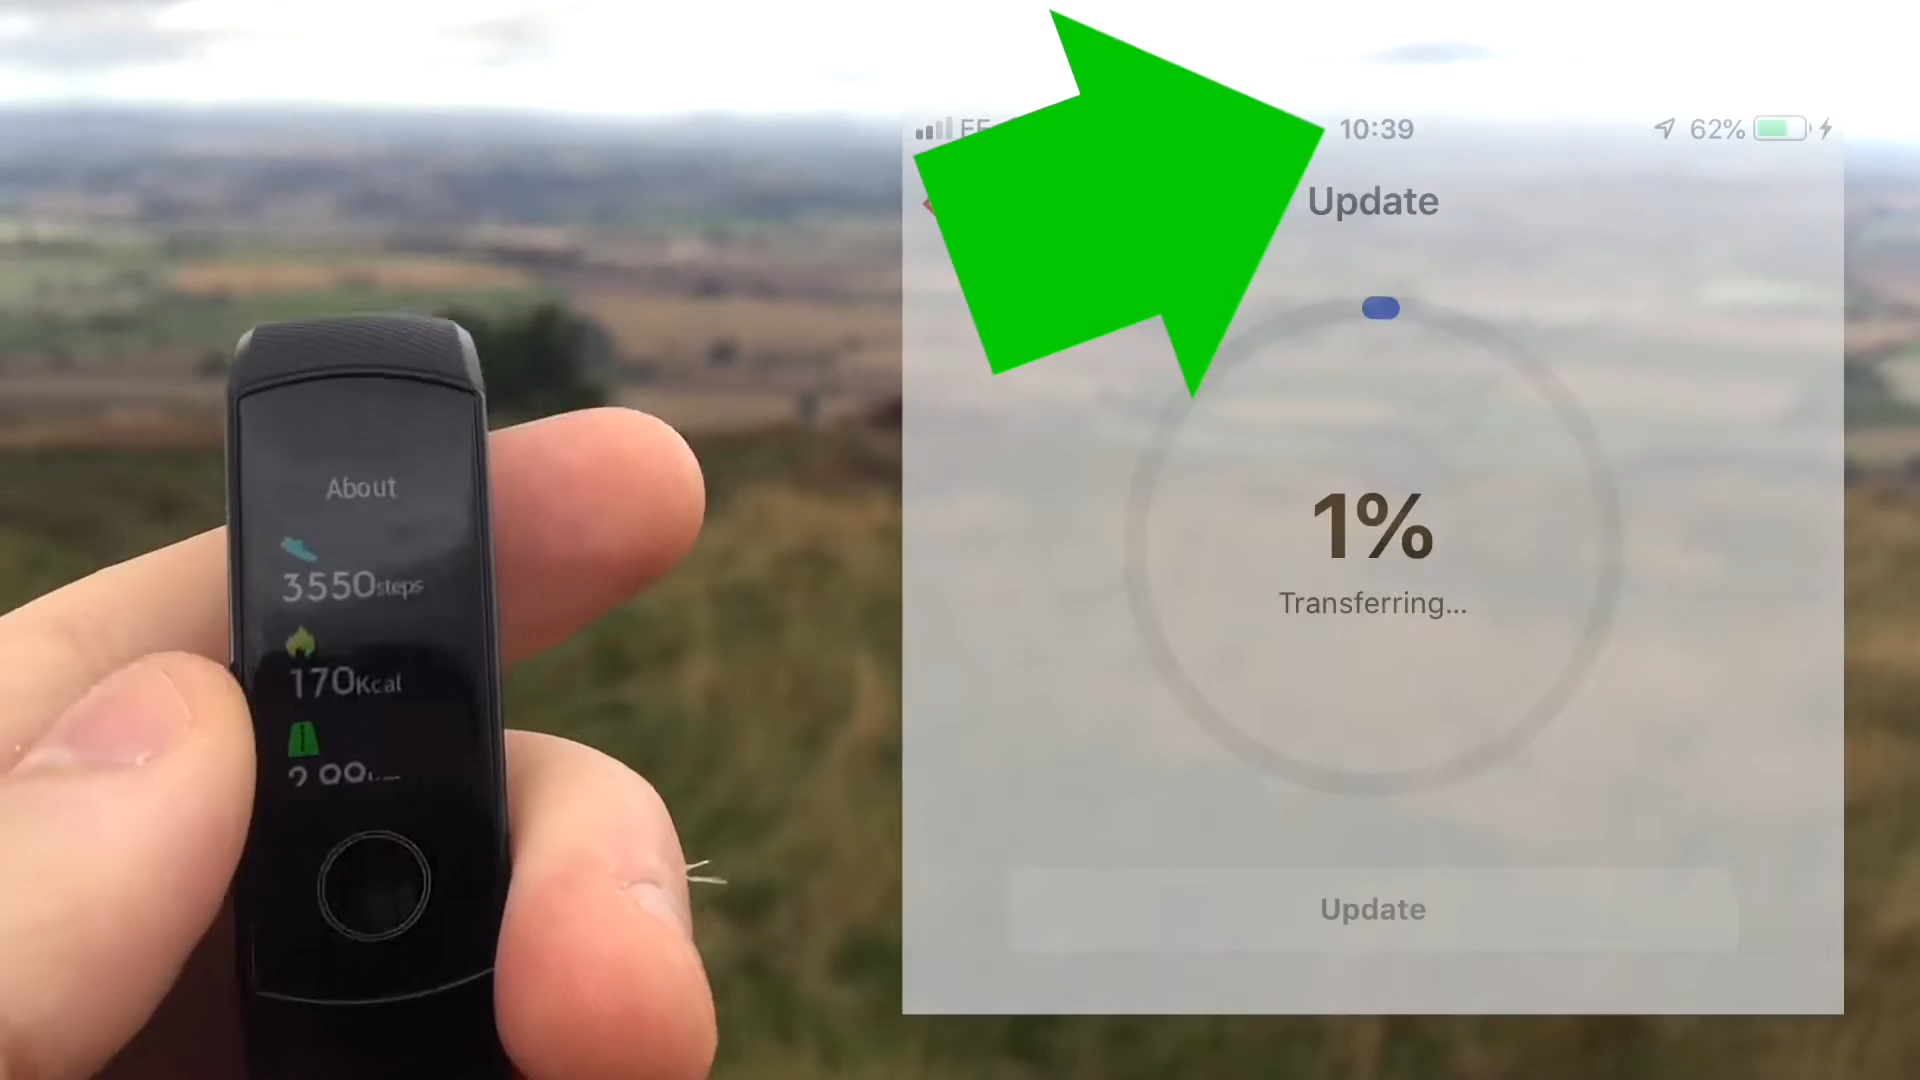 About
3550steps
170Kcal
10:39
62%
Update
1%
Transferring...
Update